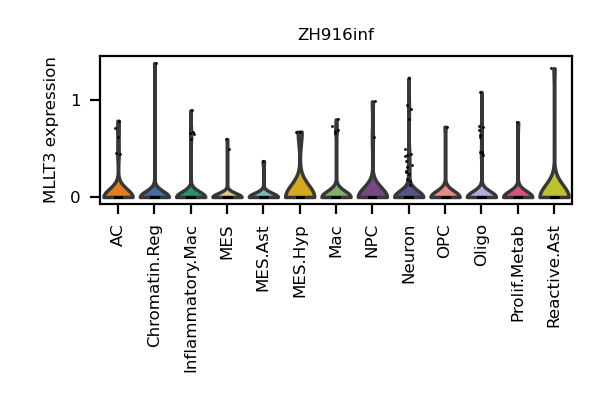 ZH916inf
MLLT3 expression
1
0
AC
Chromatin.Reg
Inflammatory.Mac
MES
MES.Ast
MES.Hyp
Mac
NPC
Neuron
OPC
Oligo
Prolif.Metab
Reactive.Ast